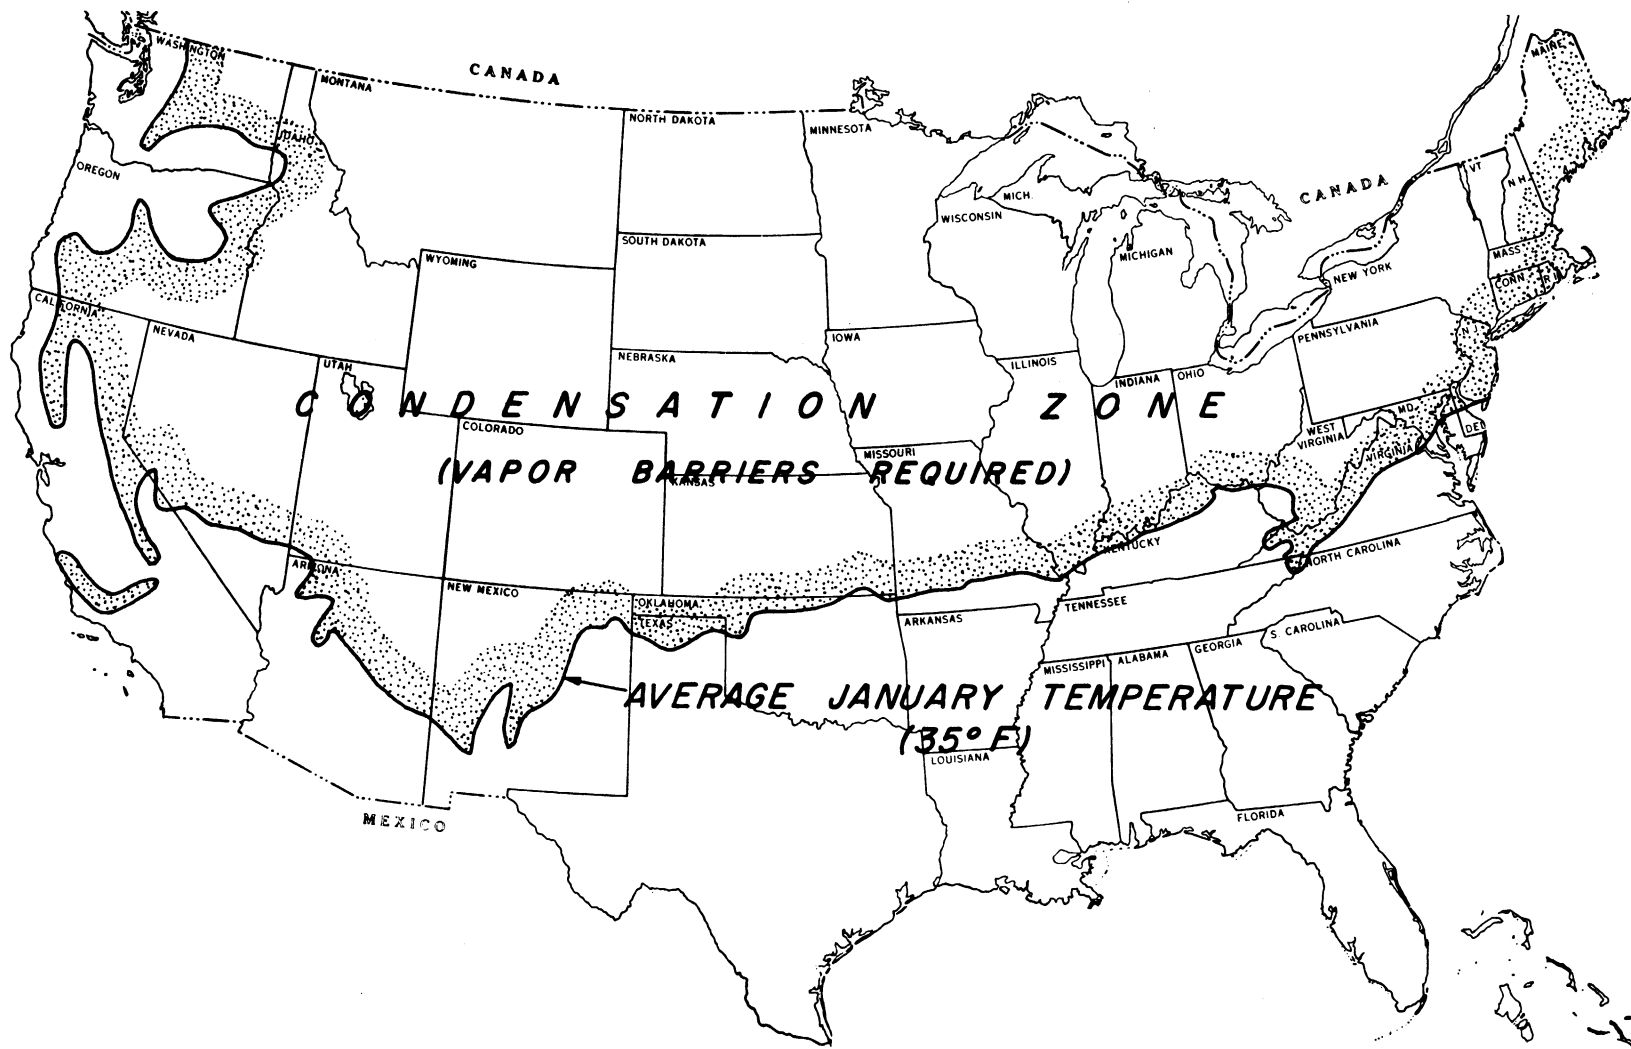 CANADA
WASHINGTON
MONTANA
NORTH DAKOTA
MINNESOTA
MAINE
IDAHO
OREGON
VT.
N.H.
CANADA
MICH.
WISCONSIN
SOUTH DAKOTA
WYOMING
MICHIGAN
MASS.
NEW YORK
CONN.
R.I.
CALIFORNIA
NEVADA
UTAH
NEBRASKA
IOWA
ILLINOIS
INDIANA
OHIO
PENNSYLVANIA
N.J.
CONDENSATION ZONE
COLORADO
MD.
DEL
WEST
VIRGINIA
VIRGINIA
MISSOURI
(VAPOR BARRIERS REQUIRED)
KANSAS
KENTUCKY
NORTH CAROLINA
ARIZONA
NEW MEXICO
OKLAHOMA
TEXAS
ARKANSAS
TENNESSEE
S. CAROLINA
MISSISSIPPI
ALABAMA
GEORGIA
AVERAGE JANUARY TEMPERATURE
(35°F)
LOUISIANA
FLORIDA
MEXICO